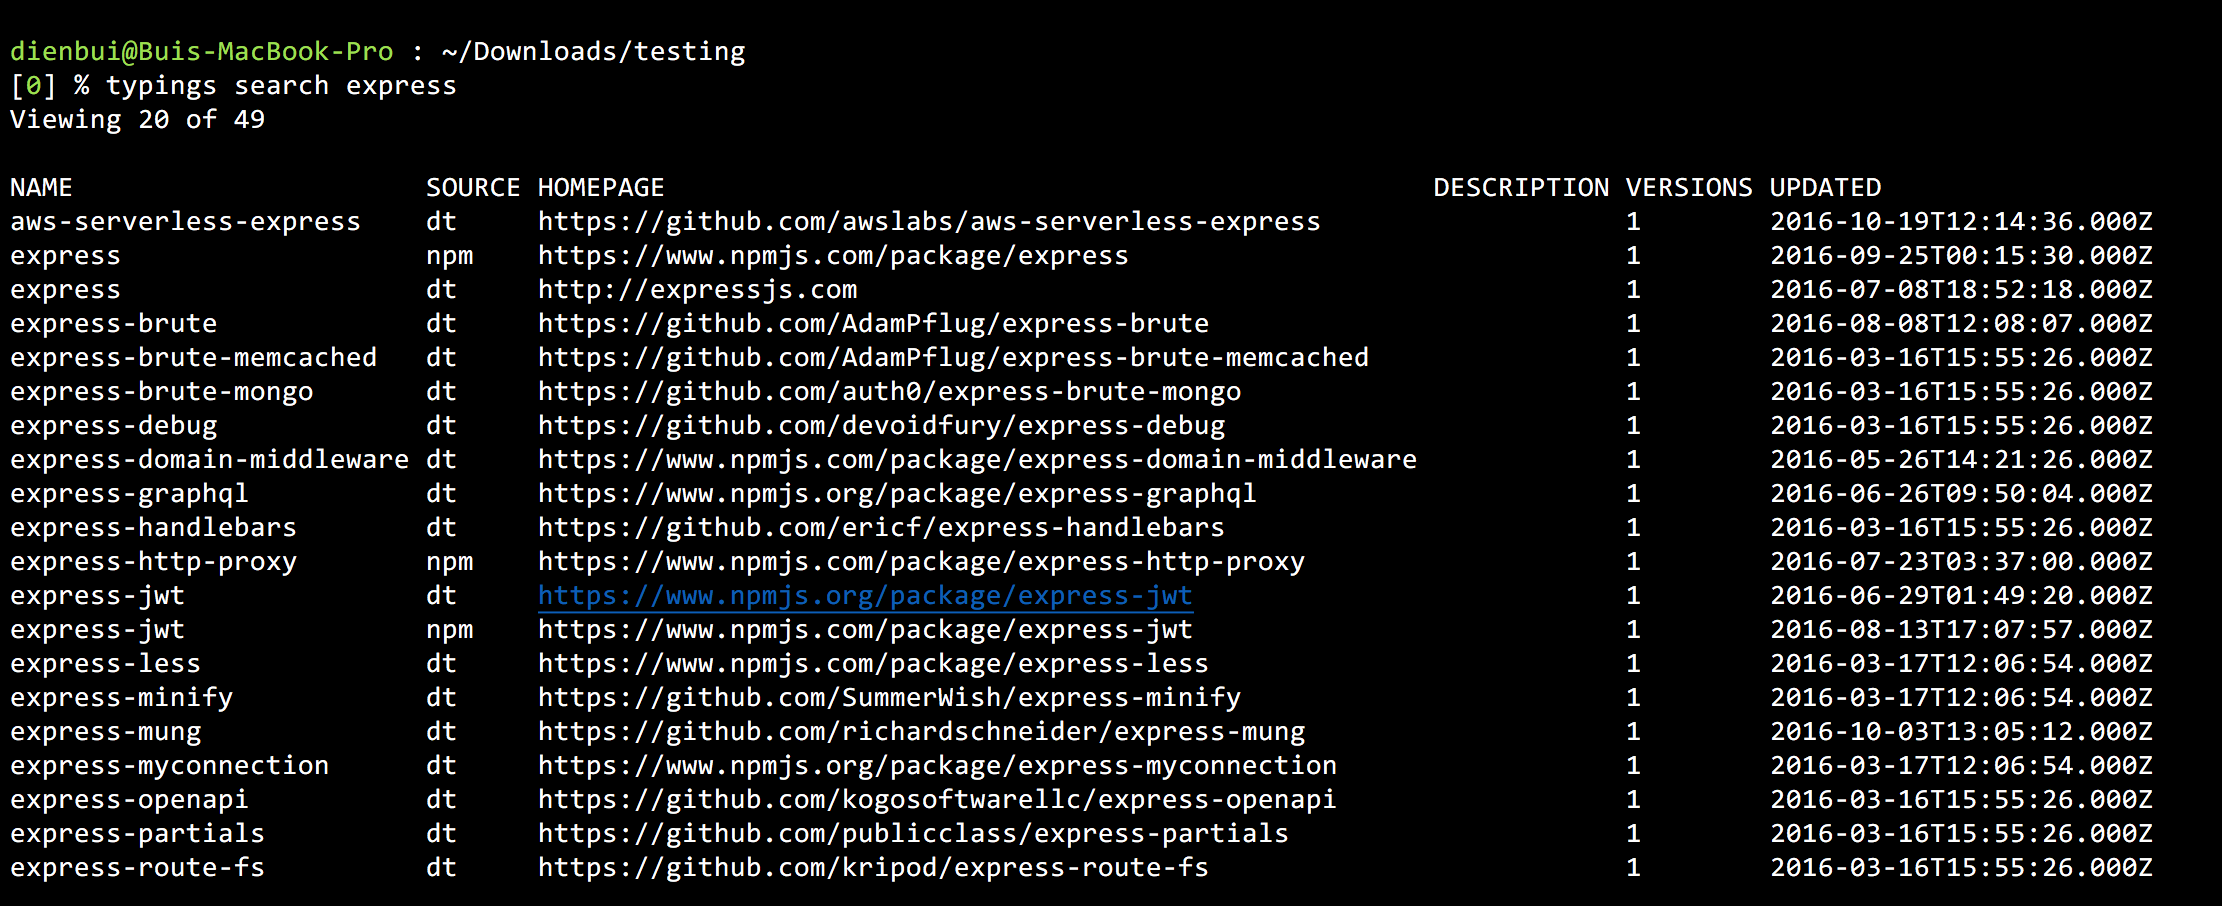 dienbui@Buis-MacBook-Pro : ~/Downloads/testing
[0] % typings search express
Viewing 20 of 49
NAME SOURCE HOMEPAGE DESCRIPTION VERSIONS UPDATED
aws-serverless-express dt https://github.com/awslabs/aws-serverless-express 1 2016-10-19T12:14:36.000Z
express npm https://www.npmjs.com/package/express 1 2016-09-25T00:15:30.000Z
express dt http://expressjs.com 1 2016-07-08T18:52:18.000Z
express-brute dt https://github.com/AdamPflug/express-brute 1 2016-08-08T12:08:07.000Z
express-brute-memcached dt https://github.com/AdamPflug/express-brute-memcached 1 2016-03-16T15:55:26.000Z
express-brute-mongo dt https://github.com/auth0/express-brute-mongo 1 2016-03-16T15:55:26.000Z
express-debug dt https://github.com/devoidfury/express-debug 1 2016-03-16T15:55:26.000Z
express-domain-middleware dt https://www.npmjs.com/package/express-domain-middleware 1 2016-05-26T14:21:26.000Z
express-graphql dt https://www.npmjs.org/package/express-graphql 1 2016-06-26T09:50:04.000Z
express-handlebars dt https://github.com/ericf/express-handlebars 1 2016-03-16T15:55:26.000Z
express-http-proxy npm https://www.npmjs.com/package/express-http-proxy 1 2016-07-23T03:37:00.000Z
express-jwt dt https://www.npmjs.org/package/express-jwt 1 2016-06-29T01:49:20.000Z
express-jwt npm https://www.npmjs.com/package/express-jwt 1 2016-08-13T17:07:57.000Z
express-less dt https://www.npmjs.com/package/express-less 1 2016-03-17T12:06:54.000Z
express-minify dt https://github.com/SummerWish/express-minify 1 2016-03-17T12:06:54.000Z
express-mung dt https://github.com/richardschneider/express-mung 1 2016-10-03T13:05:12.000Z
express-myconnection dt https://www.npmjs.org/package/express-myconnection 1 2016-03-17T12:06:54.000Z
express-openapi dt https://github.com/kogosoftwarellc/express-openapi 1 2016-03-16T15:55:26.000Z
express-partials dt https://github.com/publicclass/express-partials 1 2016-03-16T15:55:26.000Z
express-route-fs dt https://github.com/kripod/express-route-fs 1 2016-03-16T15:55:26.000Z